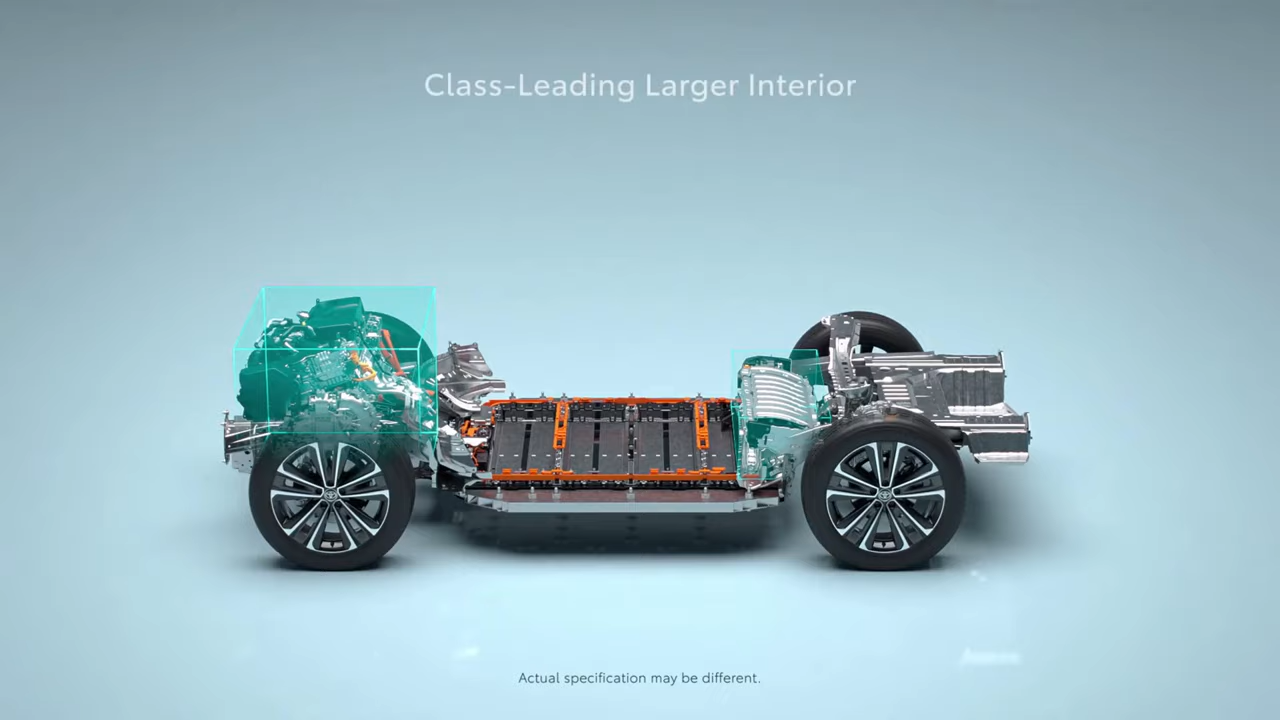 Class-Leading Larger Interior
Actual specification may be different.